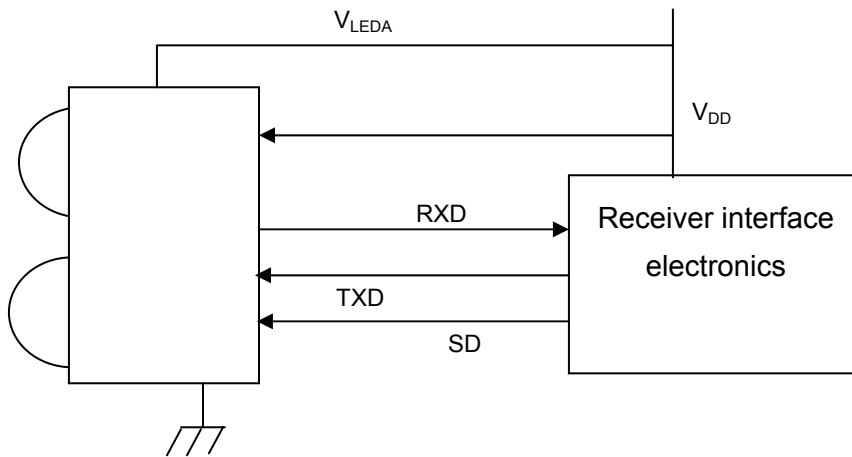 V_LEDA
V_DD
RXD
Receiver interface
electronics
TXD
SD